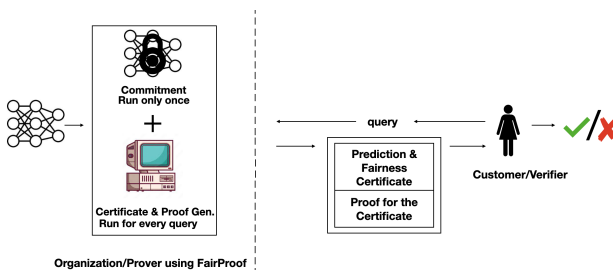 Commitment
Run only once
+
Certificate & Proof Gen.
Run for every query
Organization/Prover using FairProof
query
Prediction &
Fairness
Certificate
Proof for the
Certificate
Customer/Verifier